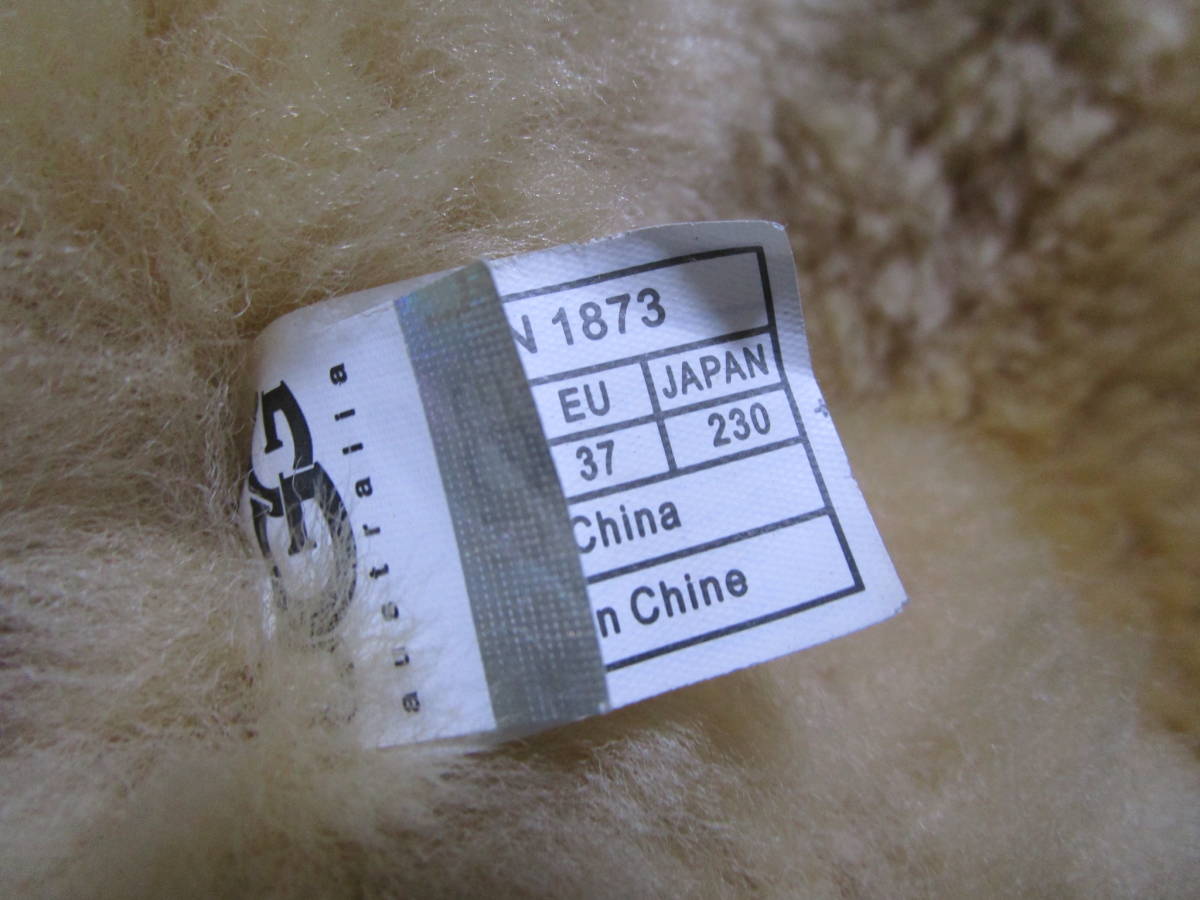 australia
N 1873
EU JAPAN
37 230
China
n Chine